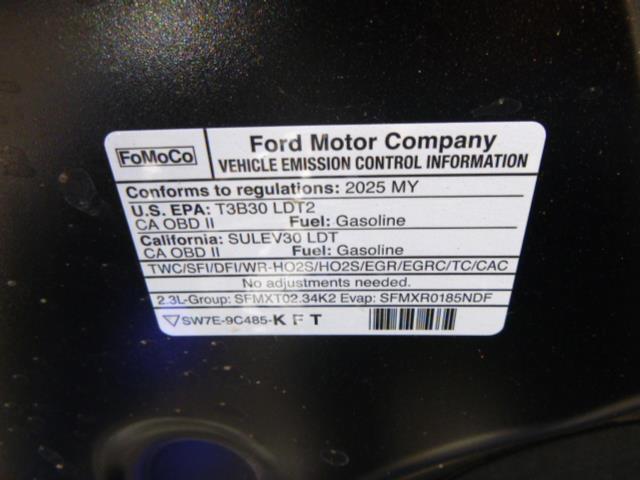 FoMoCo
Ford Motor Company
VEHICLE EMISSION CONTROL INFORMATION
Conforms to regulations: 2025 MY
U.S. EPA: T3B30 LDT2
CA OBD II Fuel: Gasoline
California: SULEV30 LDT
CA OBD II Fuel: Gasoline
TWC/SFI/DFI/WR-HO2S/HO2S/EGR/EGRC/TC/CAC
No adjustments needed.
2.3L-Group: SFMXT02.34K2 Evap: SFMXR0185NDF
SW7E-9C485-K F T